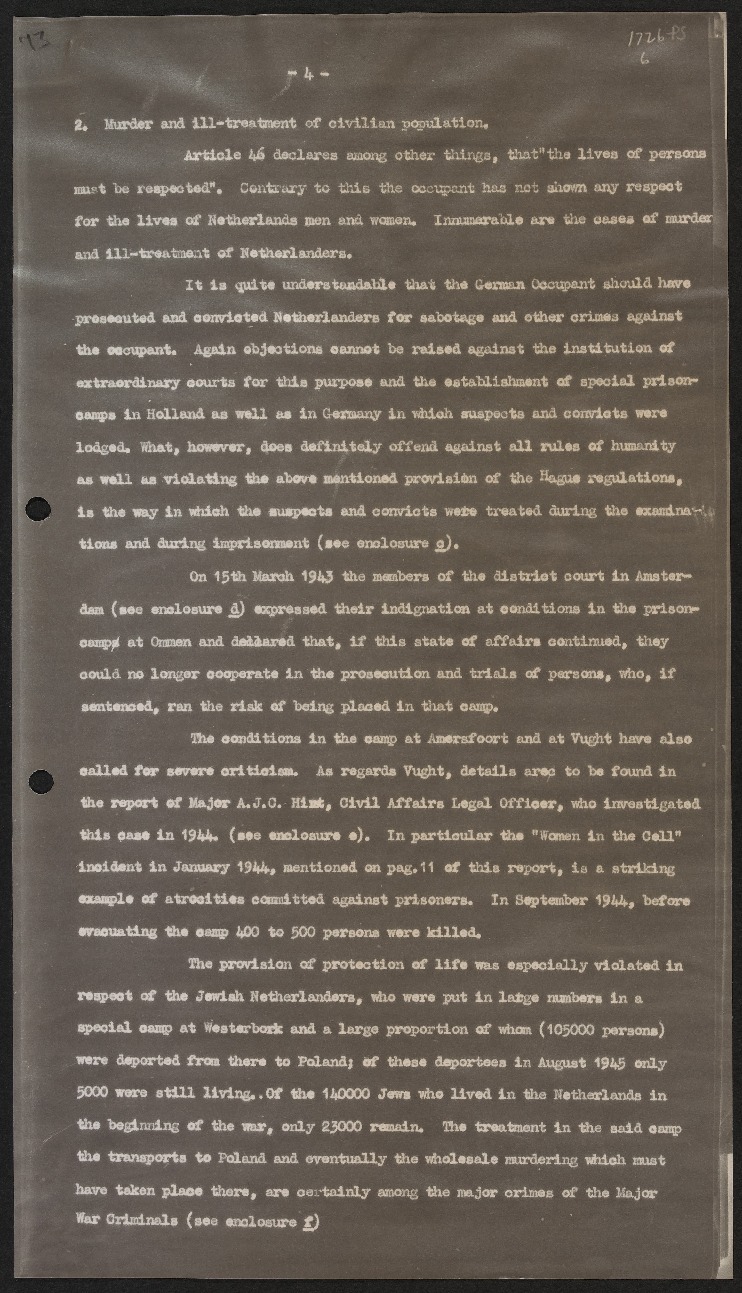 43
1726-PS
6
- 4 -
2. Murder and ill-treatment of civilian population.
Article 46 declares among other things, that"the lives of persons
must be respected". Contrary to this the occupant has not shown any respect
for the lives of Netherlands men and women. Innumerable are the cases of murder
and ill-treatment of Netherlanders.
It is quite understandable that the German Occupant should have
prosecuted and convicted Netherlanders for sabotage and other crimes against
the occupant. Again objections cannot be raised against the institution of
extraordinary courts for this purpose and the establishment of special prison-
camps in Holland as well as in Germany in which suspects and convicts were
lodged. What, however, does definitely offend against all rules of humanity
as well as violating the above mentioned provision of the Hague regulations,
is the way in which the suspects and convicts were treated during the examina-
tions and during imprisonment (see enclosure c).
On 15th March 1943 the members of the district court in Amster-
dam (see enclosure d) expressed their indignation at conditions in the prison-
camp at Ommen and declared that, if this state of affairs continued, they
could no longer cooperate in the prosecution and trials of persons, who, if
sentenced, ran the risk of being placed in that camp.
The conditions in the camp at Amersfoort and at Vught have also
called for severe criticism. As regards Vught, details are to be found in
the report of Major A.J.C. , Civil Affairs Legal Officer, who investigated
this case in 1944. (see enclosure e). In particular the "Women in the Cell"
incident in January 1944, mentioned on pag.11 of this report, is a striking
example of atrocities committed against prisoners. In September 1944, before
evacuating the camp 400 to 500 persons were killed.
The provision of protection of life was especially violated in
respect of the Jewish Netherlanders, who were put in large numbers in a
special camp at Westerbork and a large proportion of whom (105000 persons)
were deported from there to Poland; of these deportees in August 1945 only
5000 were still living..Of the 140000 Jews who lived in the Netherlands in
the beginning of the war, only 23000 remain. The treatment in the said camp
the transports to Poland and eventually the wholesale murdering which must
have taken place there, are certainly among the major crimes of the Major
War Criminals (see enclosure f)